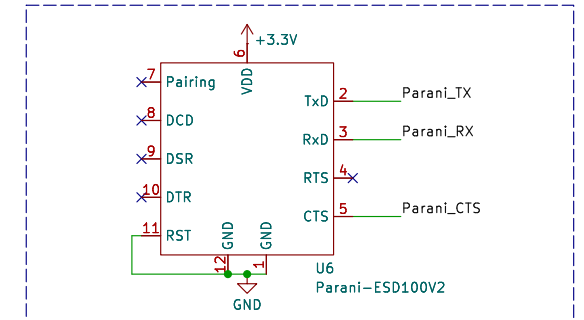 +3.3V
6
VDD
7 Pairing
TxD 2 Parani_TX
8 DCD
RxD 3 Parani_RX
9 DSR
RTS 4
10 DTR
CTS 5 Parani_CTS
11 RST
GND GND
12 1
U6
Parani-ESD100V2
GND